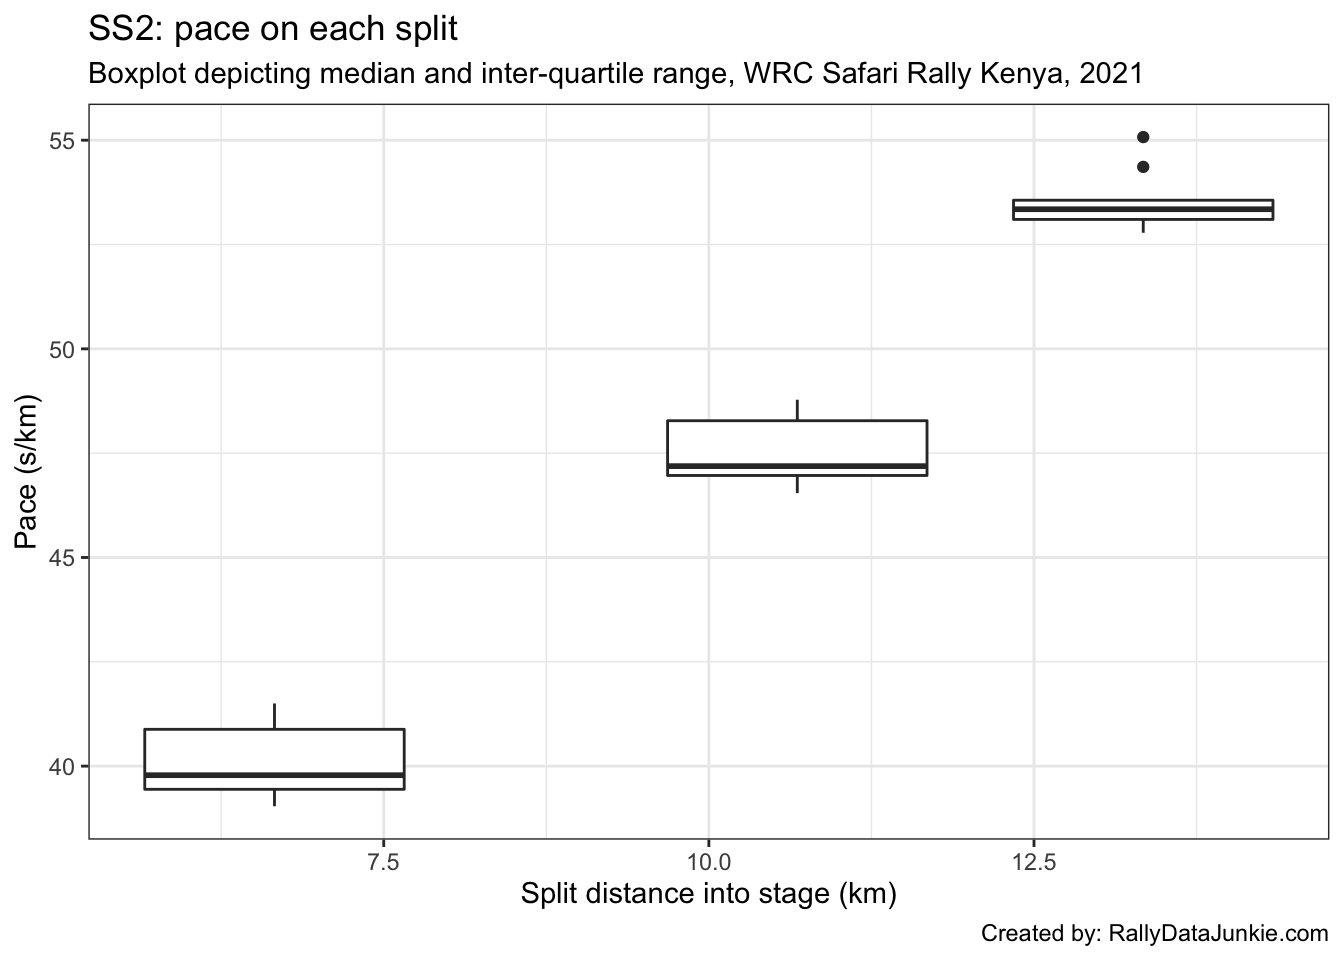 SS2: pace on each split
Boxplot depicting median and inter-quartile range, WRC Safari Rally Kenya, 2021
55
50
45
40
Pace (s/km)
7.5 10.0 12.5
Split distance into stage (km)
Created by: RallyDataJunkie.com